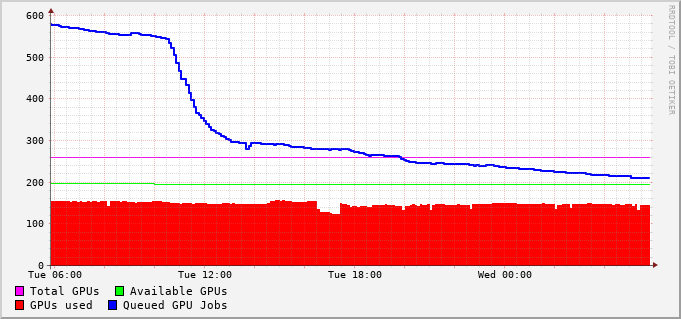 600
500
400
300
200
100
0
Tue 06:00 Tue 12:00 Tue 18:00 Wed 00:00
Total GPUs Available GPUs
GPUs used Queued GPU Jobs
RRDTOOL / TOBI OETIKER